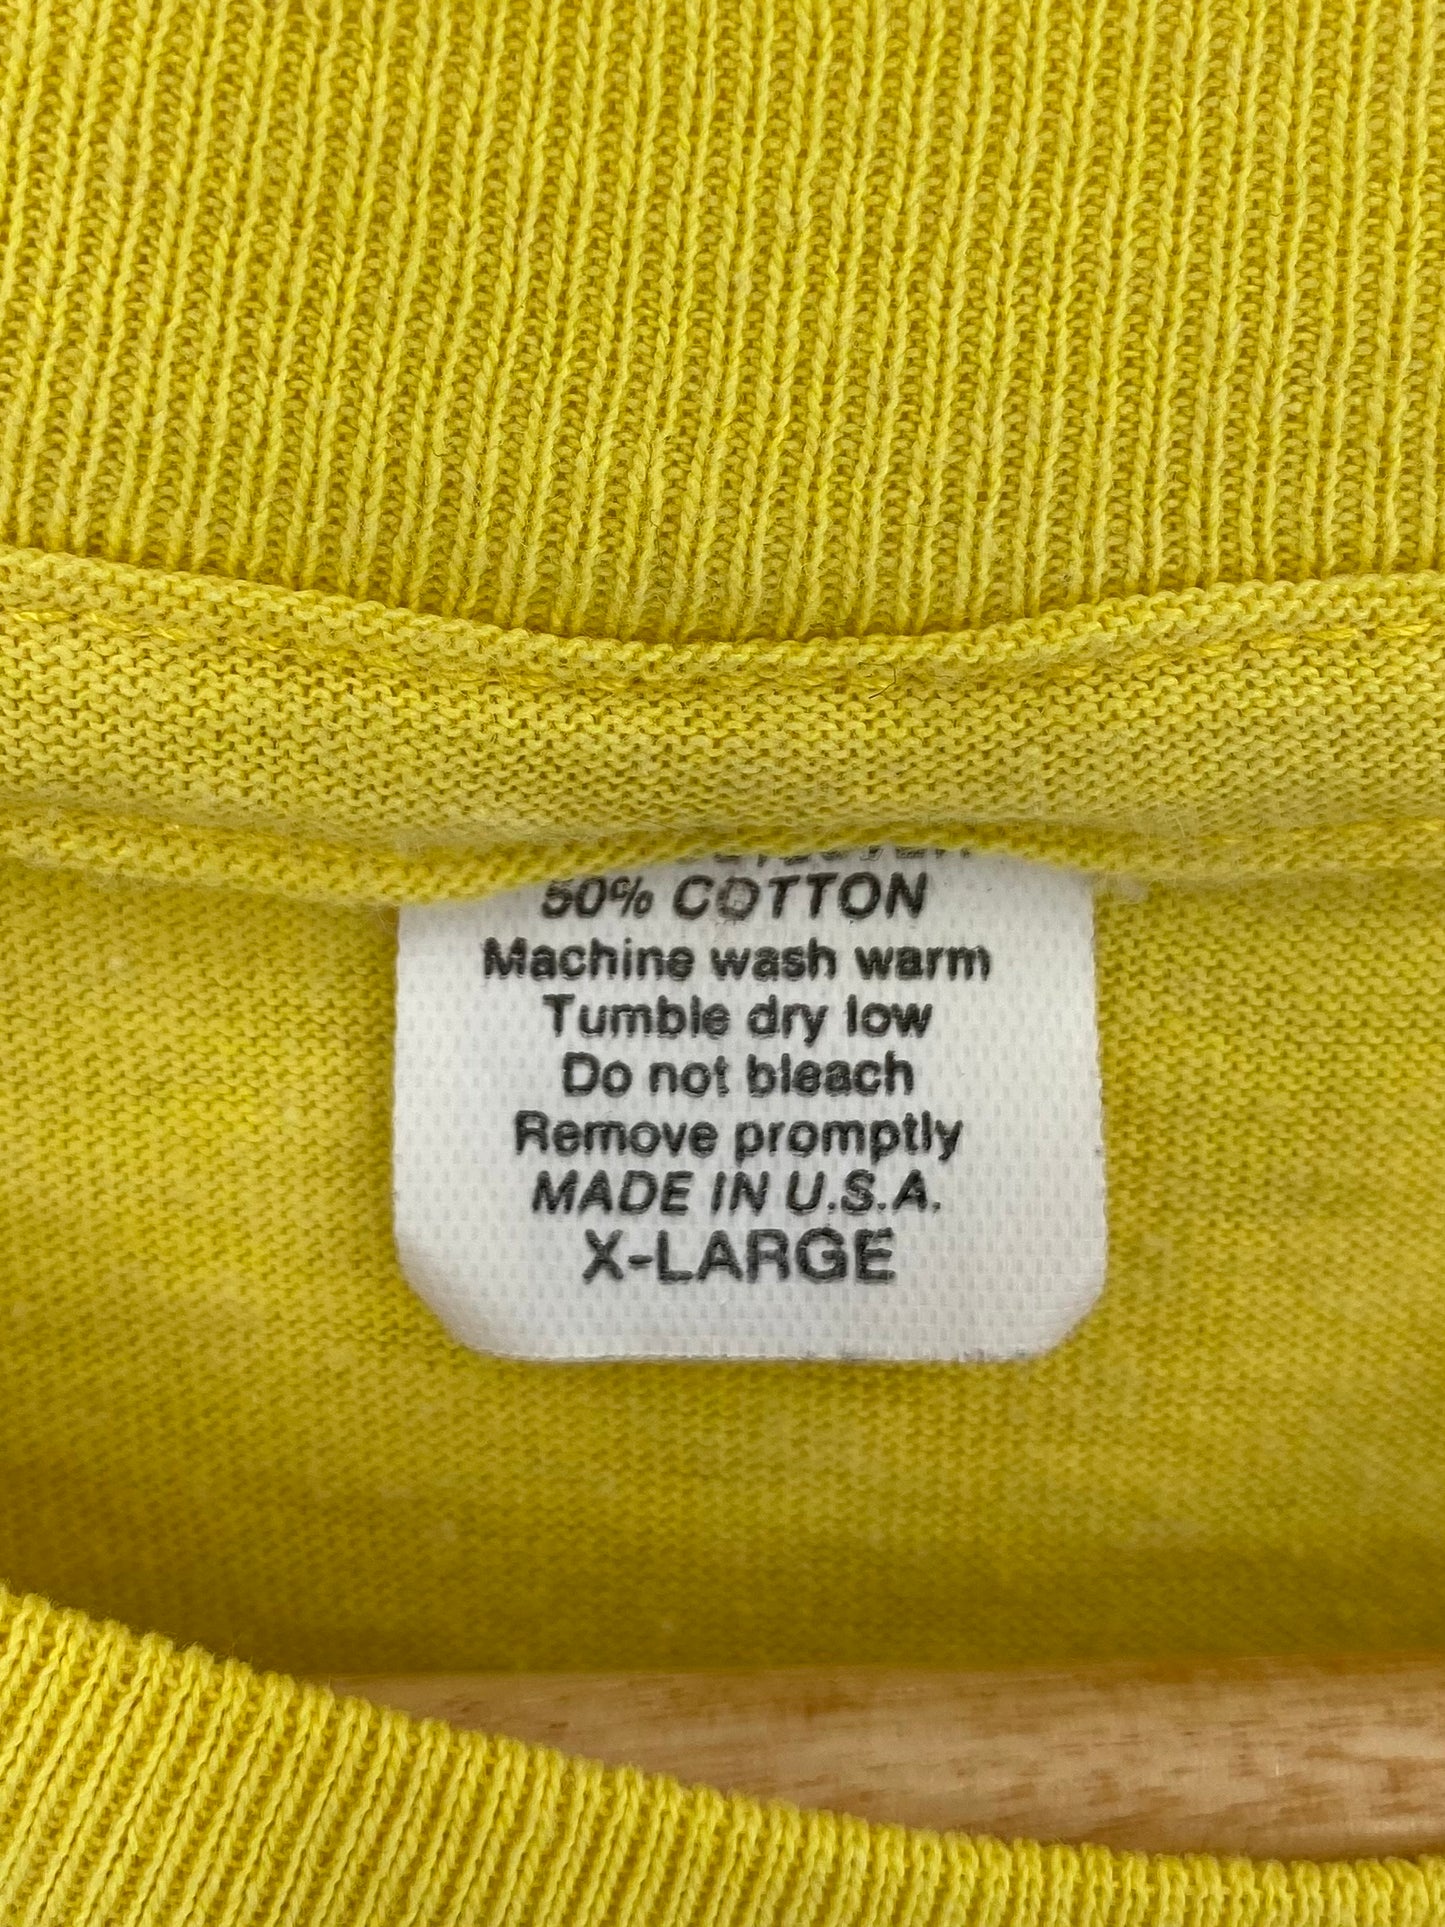 50% COTTON
Machine wash warm
Tumble dry low
Do not bleach
Remove promptly
MADE IN U.S.A.
X-LARGE